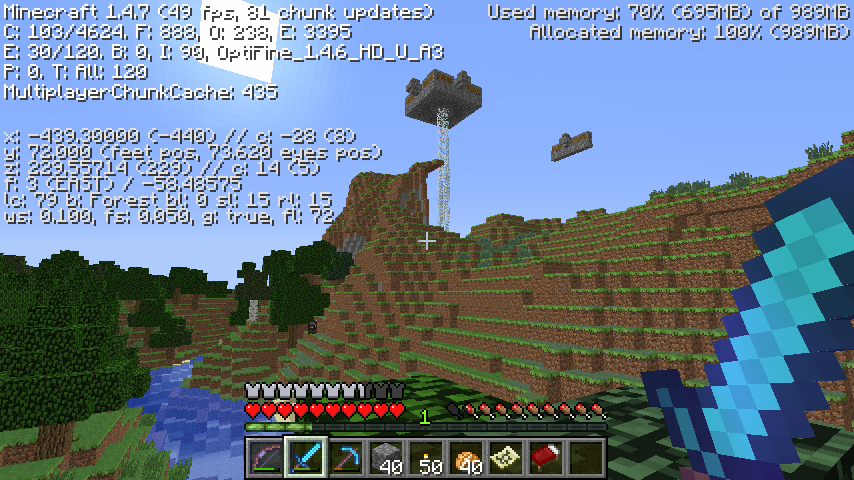 Minecraft 1.4.7 (49 fps, 81 chunk updates)
C: 103/4624, F: 888, O: 238, E: 3395
E: 30/120, B: 0, I: 90, OptiFine_1.4.6_HD_U_A3
P: 0, T: All: 120
MultiplayerChunkCache: 435
Used memory: 70% (695MB) of 989MB
Allocated memory: 100% (989MB)
x: -439.30000 (-440) // c: -28 (8)
y: 72.000 (feet pos, 73.620 eyes pos)
z: 229.55714 (229) // c: 14 (5)
f: 3 (EAST) / -58.48575
lc: 79 b: Forest bl: 0 sl: 15 rl: 15
ws: 0.100, fs: 0.050, g: true, fl: 72
1
40
50
40